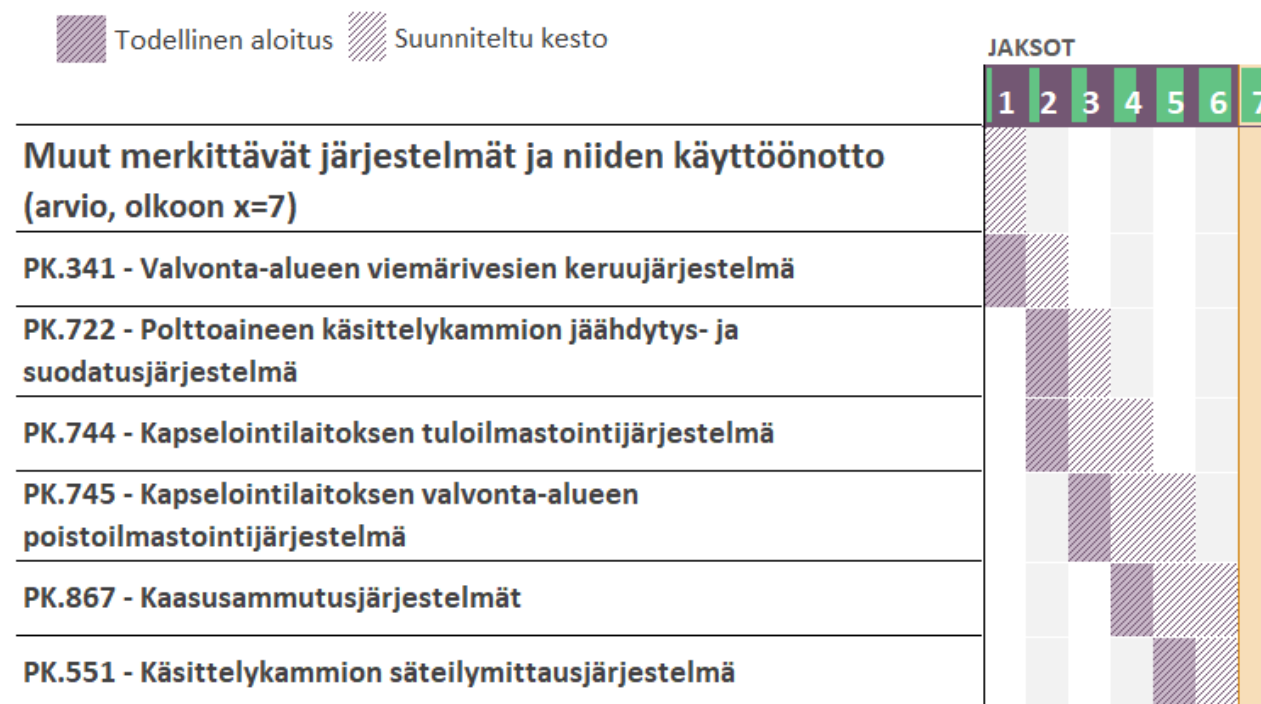 Todellinen aloitus Suunniteltu kesto
JAKSOT
1 2 3 4 5 6 7
Muut merkittävät järjestelmät ja niiden käyttöönotto
(arvio, olkoon x=7)
PK.341 - Valvonta-alueen viemärivesien keruujärjestelmä
PK.722 - Polttoaineen käsittelykammion jäähdytys- ja
suodatusjärjestelmä
PK.744 - Kapselointilaitoksen tuloilmastointijärjestelmä
PK.745 - Kapselointilaitoksen valvonta-alueen
poistoilmastointijärjestelmä
PK.867 - Kaasusammutusjärjestelmät
PK.551 - Käsittelykammion säteilymittausjärjestelmä